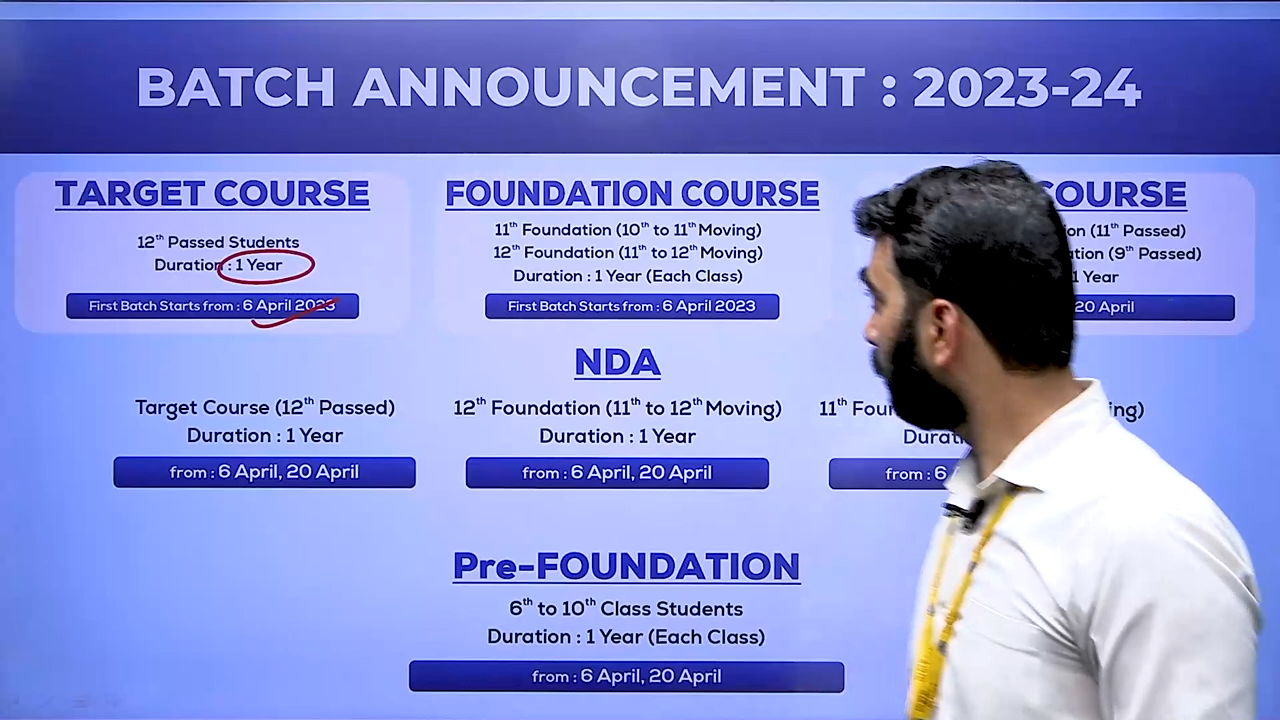 BATCH ANNOUNCEMENT : 2023-24
TARGET COURSE
12th Passed Students
Duration : 1 Year
First Batch Starts from : 6 April 2023
FOUNDATION COURSE
11th Foundation (10th to 11th Moving)
12th Foundation (11th to 12th Moving)
Duration : 1 Year (Each Class)
First Batch Starts from : 6 April 2023
COURSE
(11th Passed)
(9th Passed)
1 Year
20 April
NDA
Target Course (12th Passed)
Duration : 1 Year
from : 6 April, 20 April
12th Foundation (11th to 12th Moving)
Duration : 1 Year
from : 6 April, 20 April
11th
from : 6
Pre-FOUNDATION
6th to 10th Class Students
Duration : 1 Year (Each Class)
from : 6 April, 20 April